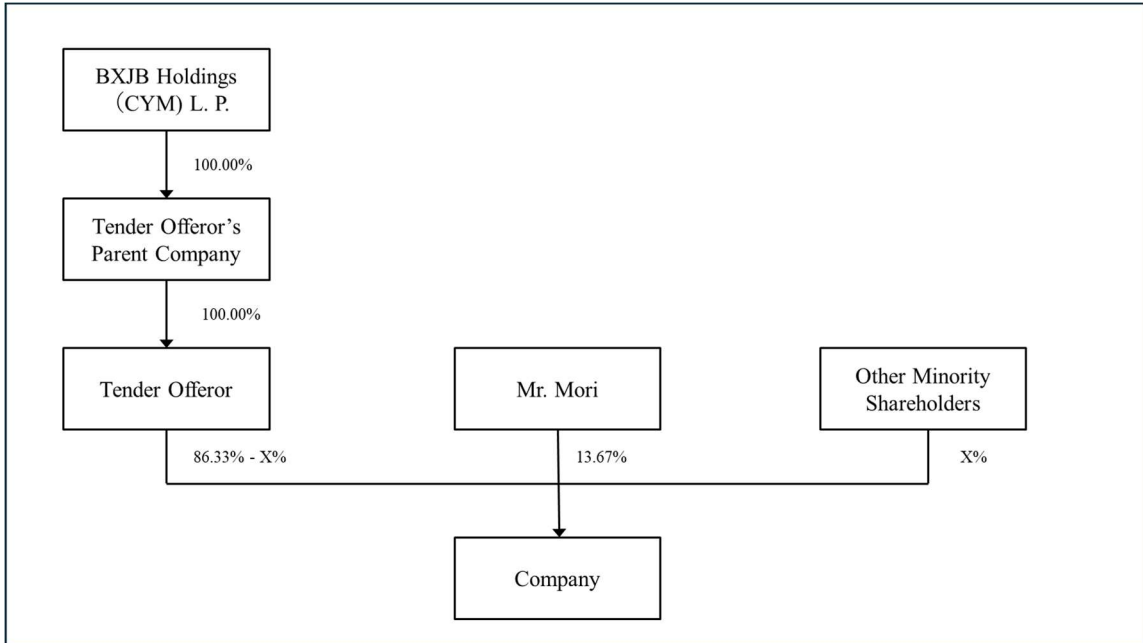 BXJB Holdings
（CYM) L. P.
100.00%
Tender Offeror’s
Parent Company
100.00%
Tender Offeror
Mr. Mori
Other Minority
Shareholders
86.33% - X%
13.67%
X%
Company